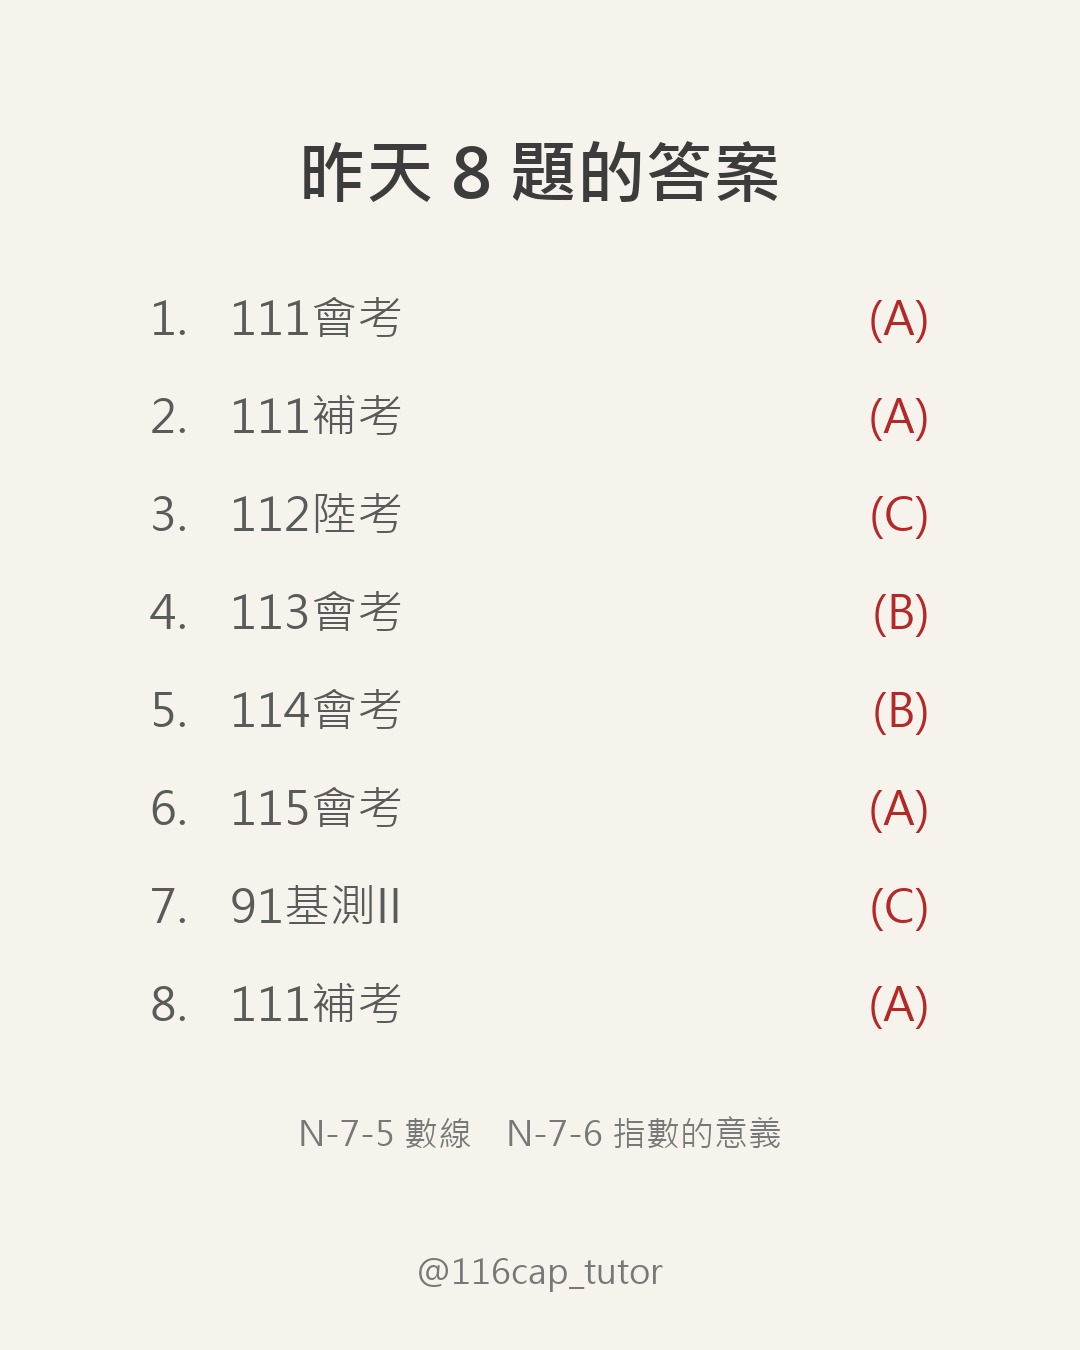 昨天 8 題的答案
1. 111會考 (A)
2. 111補考 (A)
3. 112陸考 (C)
4. 113會考 (B)
5. 114會考 (B)
6. 115會考 (A)
7. 91基測II (C)
8. 111補考 (A)
N-7-5 數線 N-7-6 指數的意義
@116cap_tutor